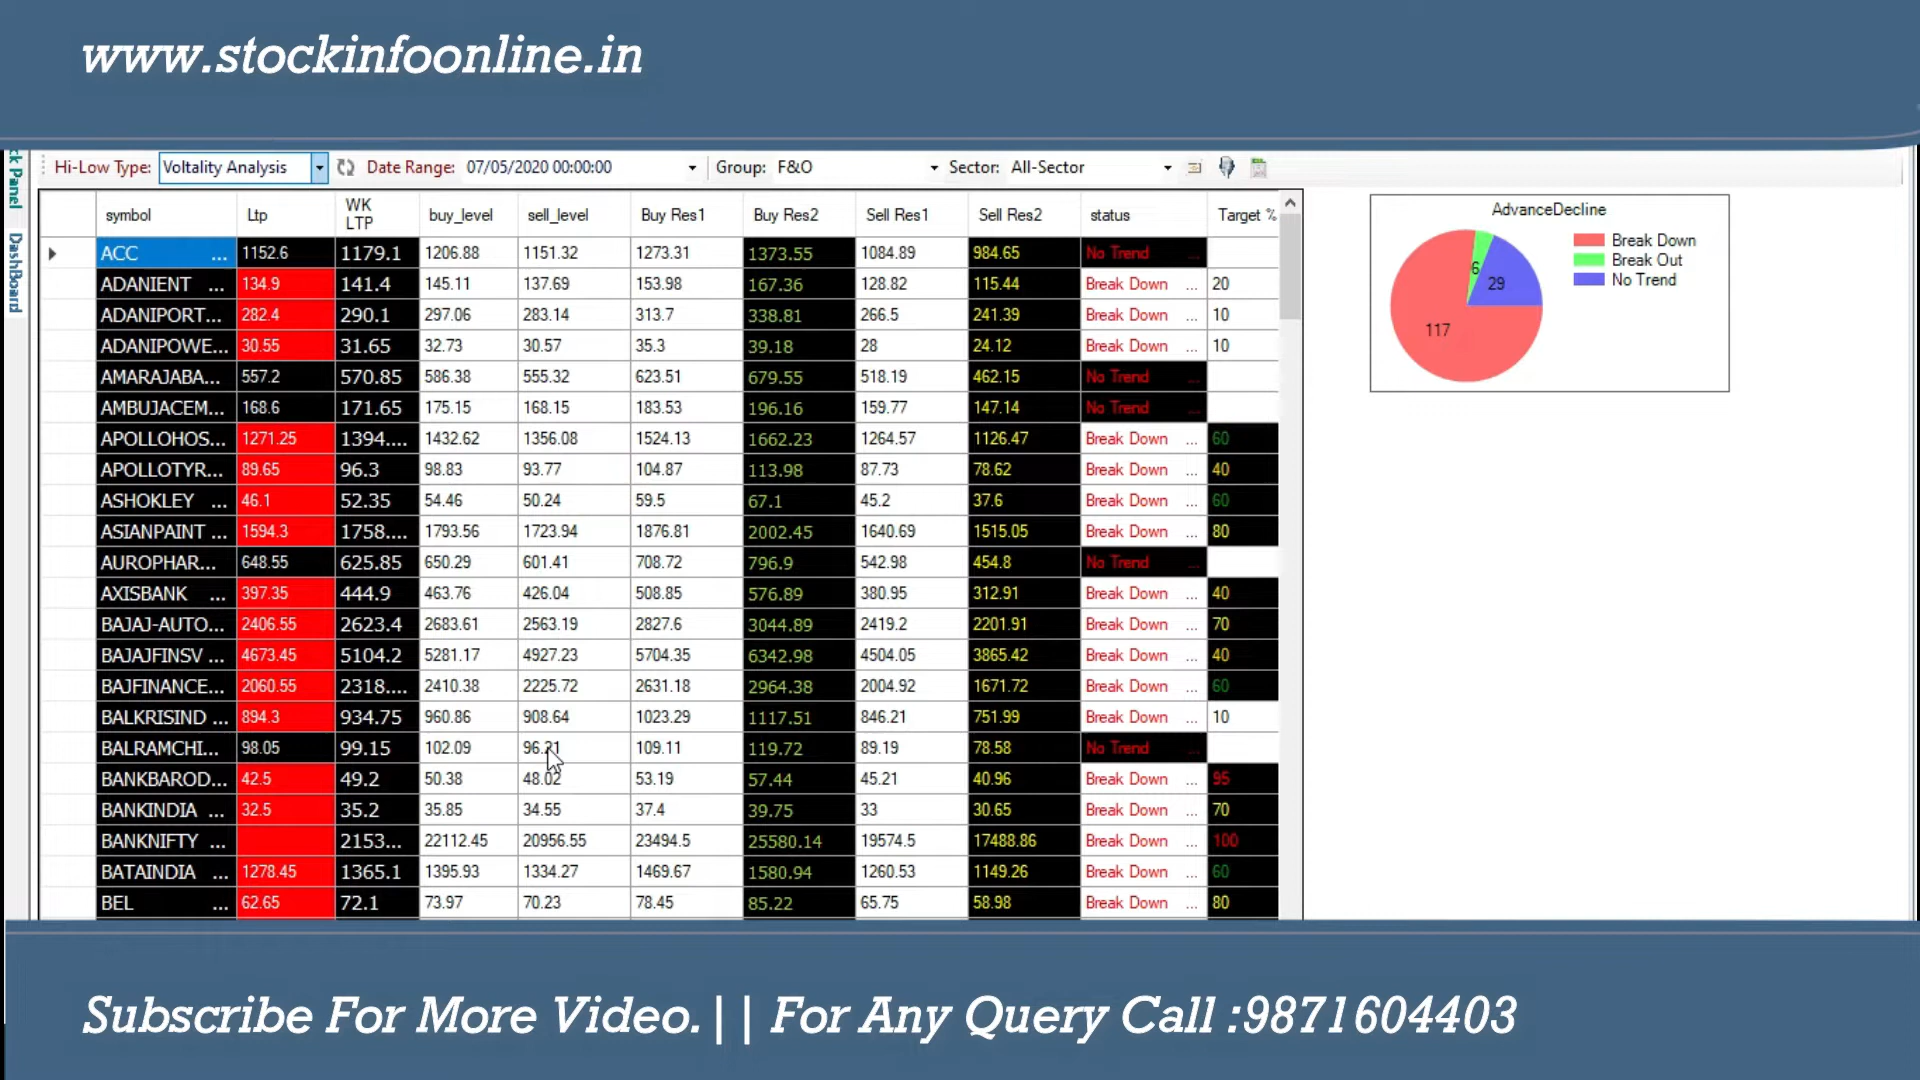 www.stockinfoonline.in
ck Panel
DashBoard
Hi-Low Type: Voltality Analysis Date Range: 07/05/2020 00:00:00 Group: F&O Sector: All-Sector
symbol Ltp WK LTP buy_level sell_level Buy Res1 Buy Res2 Sell Res1 Sell Res2 status Target %
ACC ... 1152.6 1179.1 1206.88 1151.32 1273.31 1373.55 1084.89 984.65 No Trend ...
ADANIENT ... 134.9 141.4 145.11 137.69 153.98 167.36 128.82 115.44 Break Down ... 20
ADANIPORT... 282.4 290.1 297.06 283.14 313.7 338.81 266.5 241.39 Break Down ... 10
ADANIPOWE... 30.55 31.65 32.73 30.57 35.3 39.18 28 24.12 Break Down ... 10
AMARAJABA... 557.2 570.85 586.38 555.32 623.51 679.55 518.19 462.15 No Trend ...
AMBUJACEM... 168.6 171.65 175.15 168.15 183.53 196.16 159.77 147.14 No Trend ...
APOLLOHOS... 1271.25 1394.... 1432.62 1356.08 1524.13 1662.23 1264.57 1126.47 Break Down ... 60
APOLLOTYR... 89.65 96.3 98.83 93.77 104.87 113.98 87.73 78.62 Break Down ... 40
ASHOKLEY ... 46.1 52.35 54.46 50.24 59.5 67.1 45.2 37.6 Break Down ... 60
ASIANPAINT ... 1594.3 1758.... 1793.56 1723.94 1876.81 2002.45 1640.69 1515.05 Break Down ... 80
AUROPHAR... 648.55 625.85 650.29 601.41 708.72 796.9 542.98 454.8 No Trend ...
AXISBANK ... 397.35 444.9 463.76 426.04 508.85 576.89 380.95 312.91 Break Down ... 40
BAJAJ-AUTO... 2406.55 2623.4 2683.61 2563.19 2827.6 3044.89 2419.2 2201.91 Break Down ... 70
BAJAJFINSV ... 4673.45 5104.2 5281.17 4927.23 5704.35 6342.98 4504.05 3865.42 Break Down ... 40
BAJFINANCE... 2060.55 2318.... 2410.38 2225.72 2631.18 2964.38 2004.92 1671.72 Break Down ... 60
BALKRISIND ... 894.3 934.75 960.86 908.64 1023.29 1117.51 846.21 751.99 Break Down ... 10
BALRAMCHI... 98.05 99.15 102.09 96.21 109.11 119.72 89.19 78.58 No Trend ...
BANKBAROD... 42.5 49.2 50.38 48.02 53.19 57.44 45.21 40.96 Break Down ... 95
BANKINDIA ... 32.5 35.2 35.85 34.55 37.4 39.75 33 30.65 Break Down ... 70
BANKNIFTY ... 2153... 22112.45 20956.55 23494.5 25580.14 19574.5 17488.86 Break Down ... 100
BATAINDIA ... 1278.45 1365.1 1395.93 1334.27 1469.67 1580.94 1260.53 1149.26 Break Down ... 60
BEL ... 62.65 72.1 73.97 70.23 78.45 85.22 65.75 58.98 Break Down ... 80
AdvanceDecline
Break Down
Break Out
No Trend
6
29
117
Subscribe For More Video.|| For Any Query Call :9871604403